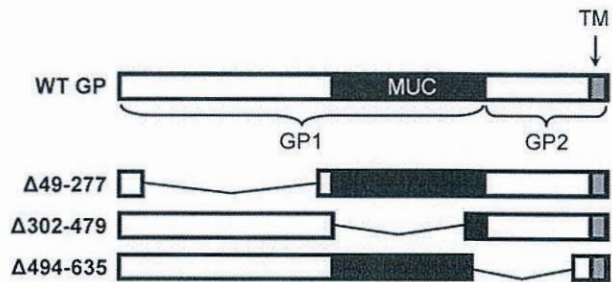 TM
WT GP MUC
GP1 GP2
Δ49-277
Δ302-479
Δ494-635